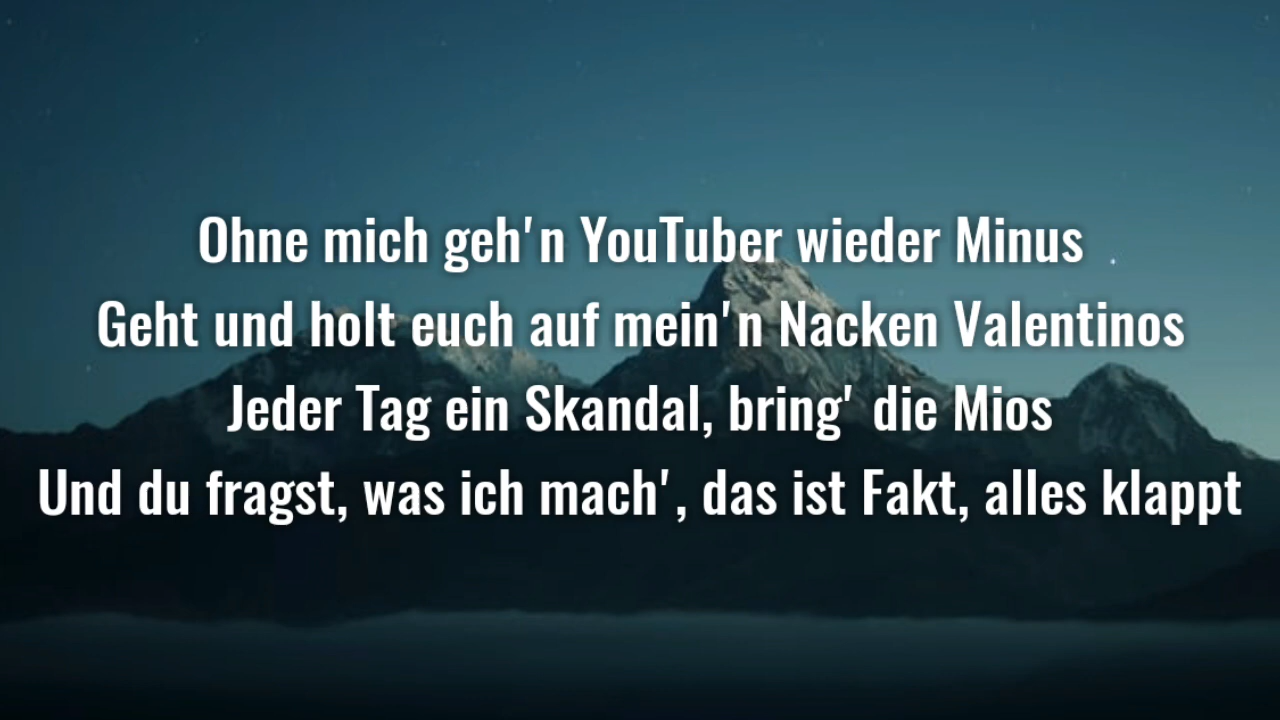 Ohne mich geh'n YouTuber wieder Minus
Geht und holt euch auf mein'n Nacken Valentinos
Jeder Tag ein Skandal, bring' die Mios
Und du fragst, was ich mach', das ist Fakt, alles klappt